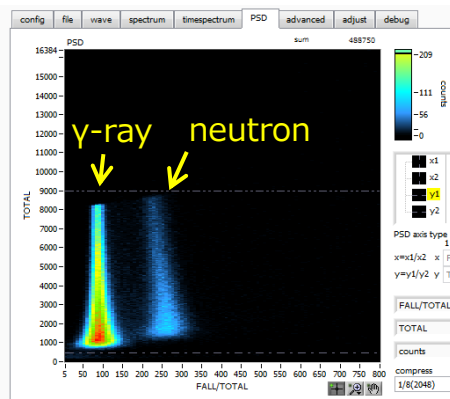 config file wave spectrum timespectrum PSD advanced adjust debug
PSD sum 488750
16384
15000
14000
13000
12000
11000
10000
9000
8000
7000
6000
5000
4000
3000
2000
1000
0
TOTAL
γ-ray neutron
5 50 100 150 200 250 300 350 400 450 500 550 600 650 700 750 800
FALL/TOTAL
209
111
56
0
counts
x1
x2
y1
y2
PSD axis type
1
x=x1/x2 x F
y=y1/y2 y T
FALL/TOTAL
TOTAL
counts
compress
1/8(2048)